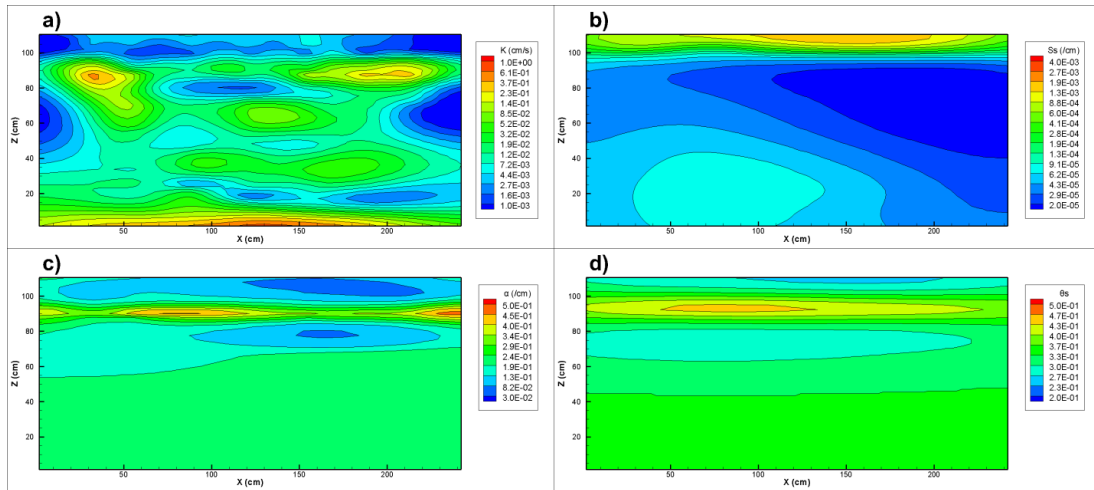 a)
K (cm/s)
1.0E+00
6.1E-01
3.7E-01
2.3E-01
1.4E-01
8.5E-02
5.2E-02
3.2E-02
1.9E-02
1.2E-02
7.2E-03
4.4E-03
2.7E-03
1.6E-03
1.0E-03
Z (cm)
100
80
60
40
20
50
100
150
200
X (cm)
b)
Ss (/cm)
4.0E-03
2.7E-03
1.9E-03
1.3E-03
8.8E-04
6.0E-04
4.1E-04
2.8E-04
1.9E-04
1.3E-04
9.1E-05
6.2E-05
4.3E-05
2.9E-05
2.0E-05
Z (cm)
100
80
60
40
20
50
100
150
200
X (cm)
c)
α (/cm)
5.0E-01
4.5E-01
4.0E-01
3.4E-01
2.9E-01
2.4E-01
1.9E-01
1.3E-01
8.2E-02
3.0E-02
Z (cm)
100
80
60
40
20
50
100
150
200
X (cm)
d)
θs
5.0E-01
4.7E-01
4.3E-01
4.0E-01
3.7E-01
3.3E-01
3.0E-01
2.7E-01
2.3E-01
2.0E-01
Z (cm)
100
80
60
40
20
50
100
150
200
X (cm)